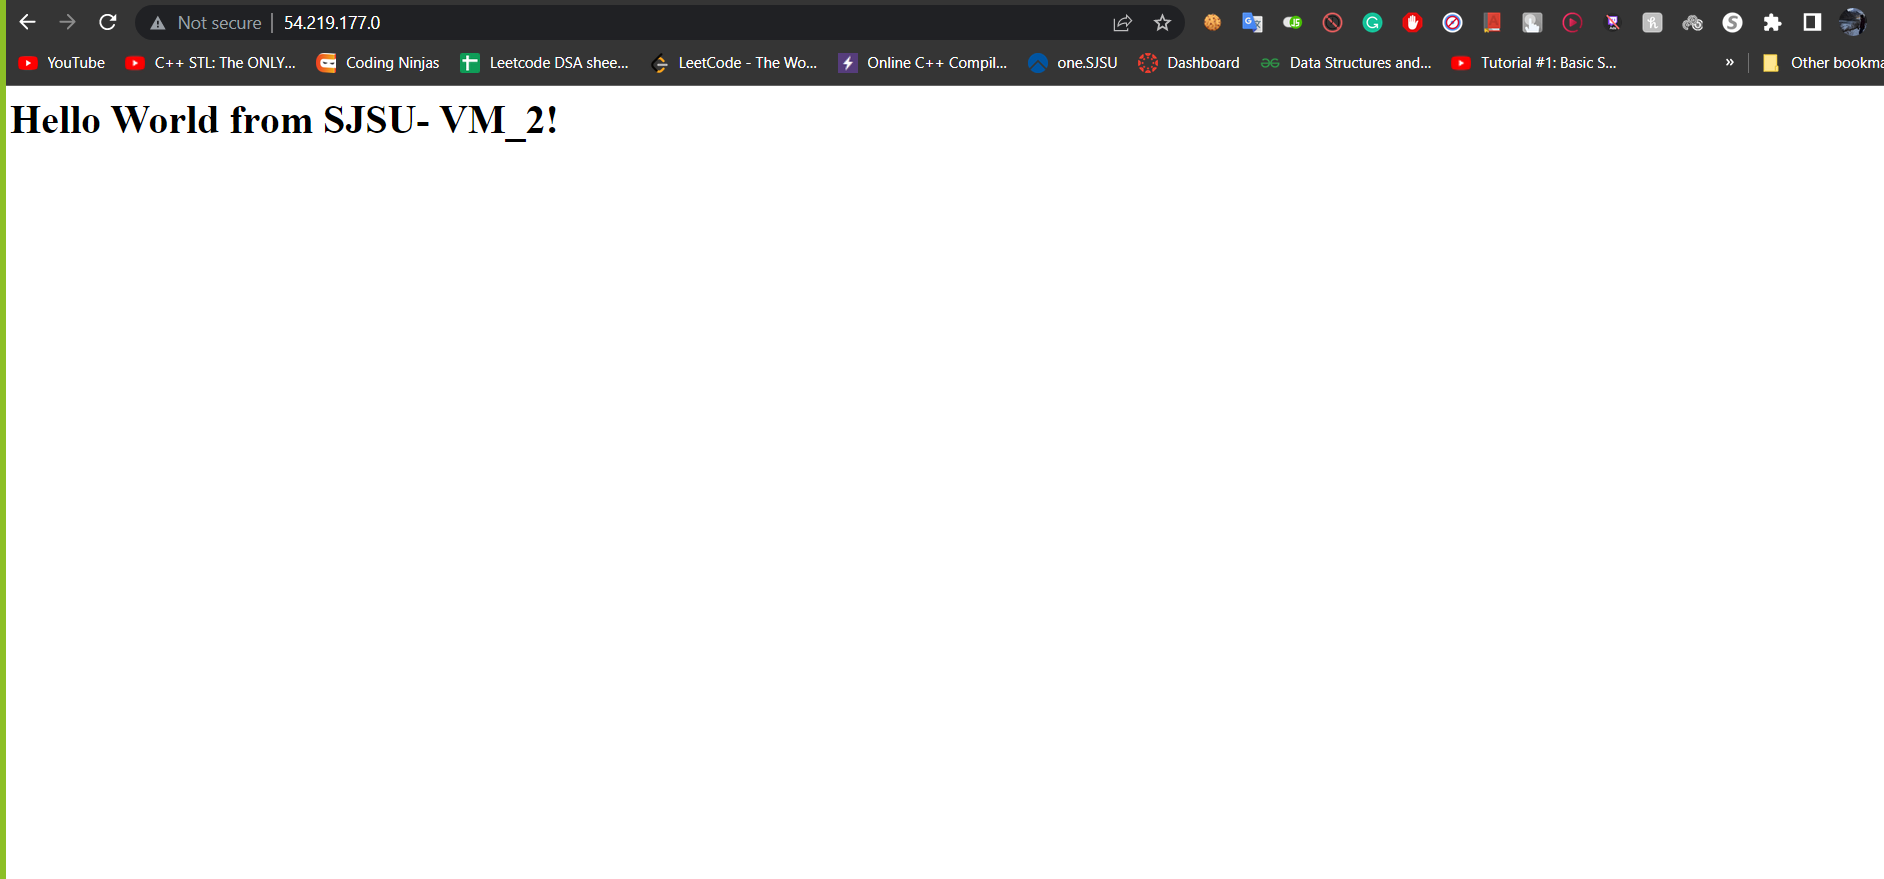 Not secure | 54.219.177.0
YouTube C++ STL: The ONLY... Coding Ninjas Leetcode DSA shee... LeetCode - The Wo... Online C++ Compil... one.SJSU Dashboard Data Structures and... Tutorial #1: Basic S... » Other bookma
Hello World from SJSU- VM_2!